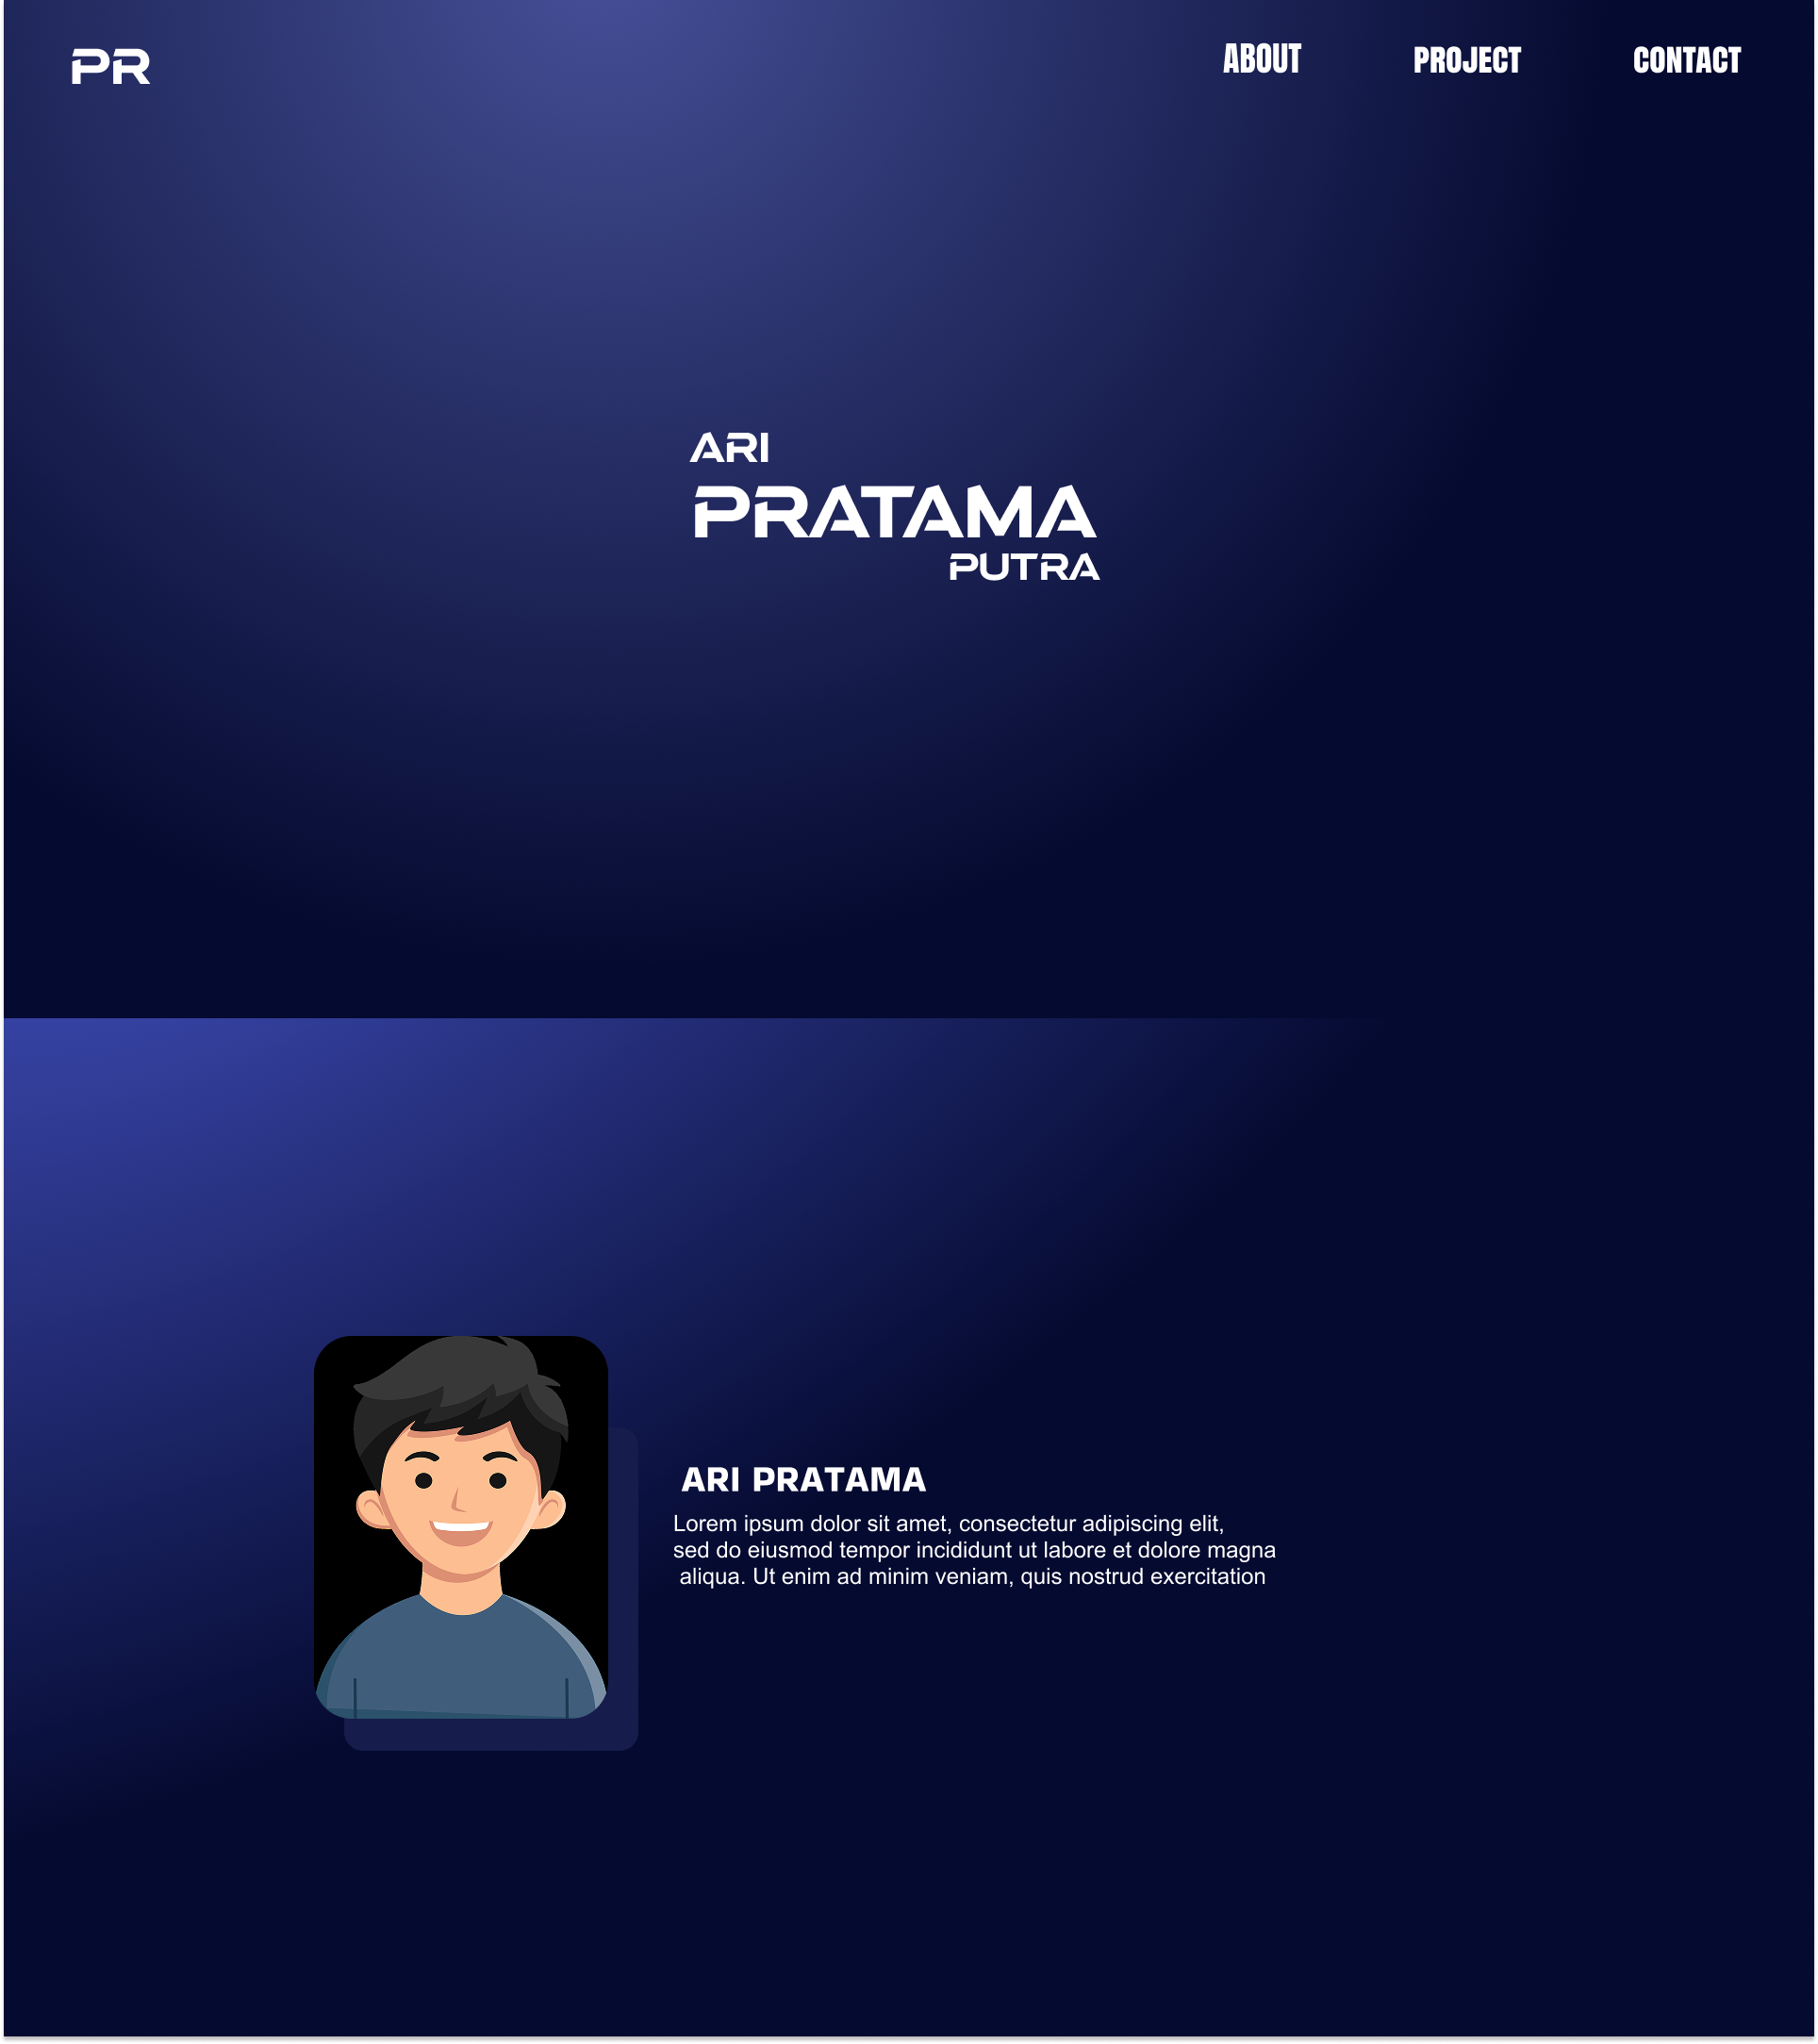 PR
ABOUT PROJECT CONTACT
ARI
PRATAMA
PUTRA
ARI PRATAMA
Lorem ipsum dolor sit amet, consectetur adipiscing elit,
sed do eiusmod tempor incididunt ut labore et dolore magna
aliqua. Ut enim ad minim veniam, quis nostrud exercitation